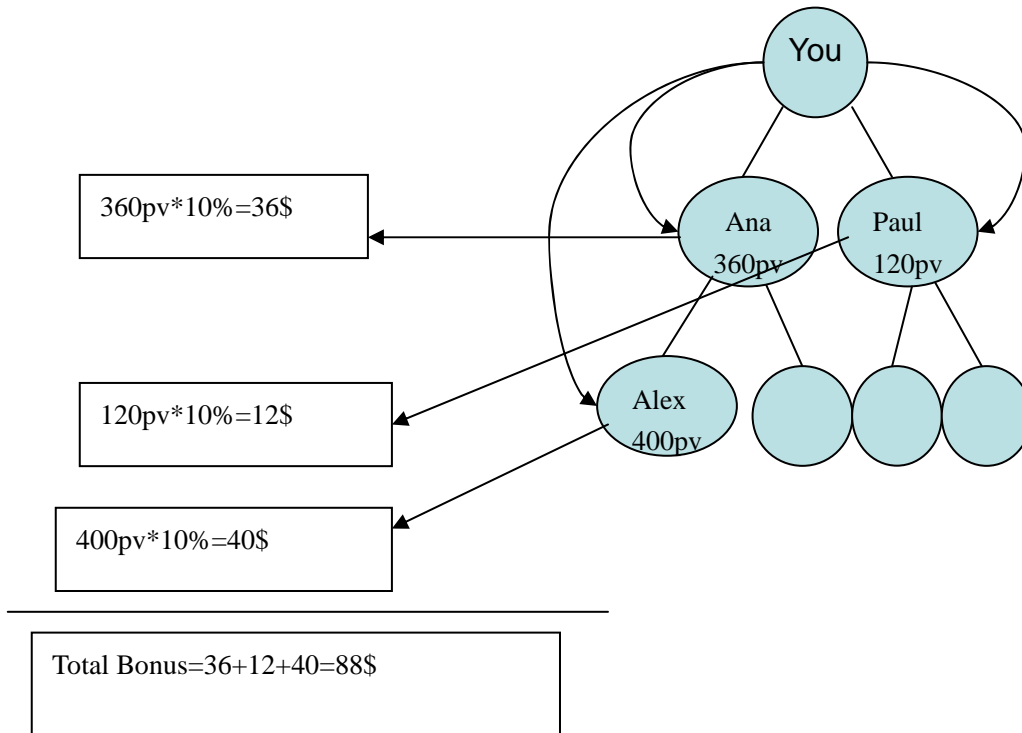 You
360pv*10%=36$
Ana
360pv
Paul
120pv
120pv*10%=12$
Alex
400pv
400pv*10%=40$
Total Bonus=36+12+40=88$